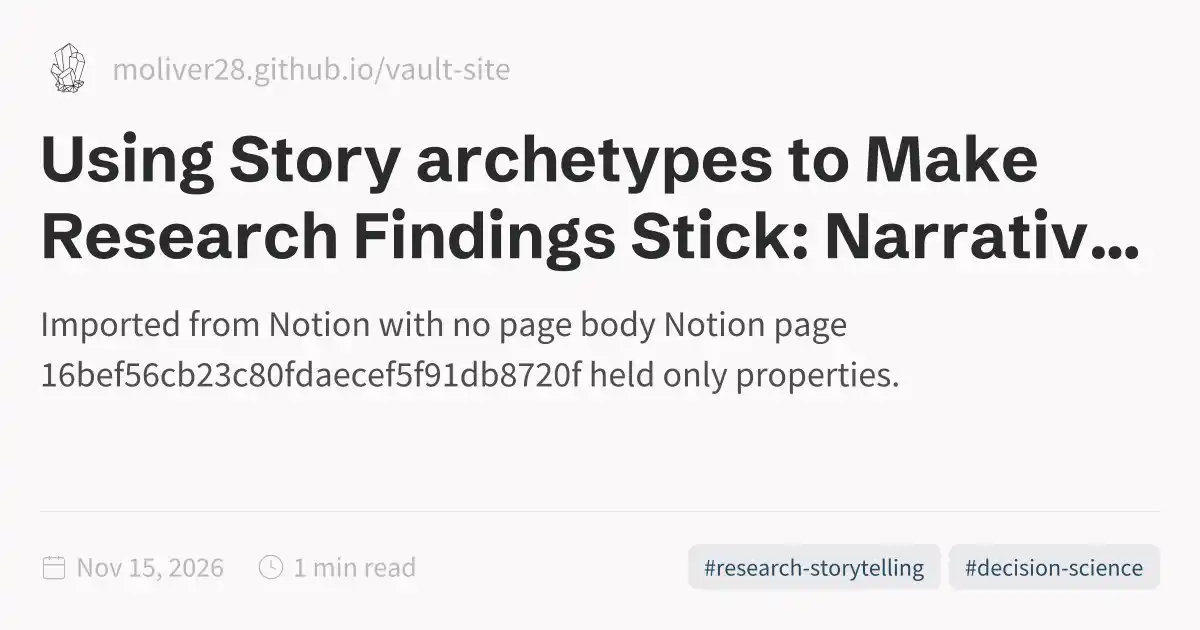 moliver28.github.io/vault-site
Using Story archetypes to Make
Research Findings Stick: Narrativ...
Imported from Notion with no page body Notion page
16bef56cb23c80fdaecef5f91db8720f held only properties.
Nov 15, 2026 1 min read #research-storytelling #decision-science